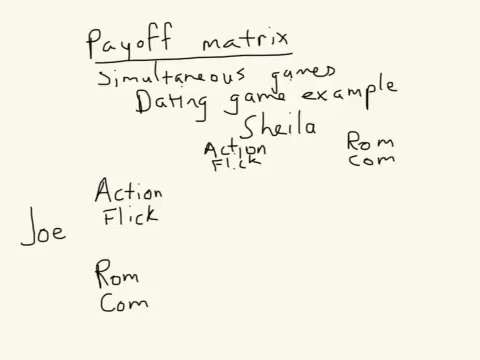 Payoff matrix
Simultaneous games
Dating game example
Sheila
Action Flick
Rom Com
Action
Flick
Joe
Rom
Com